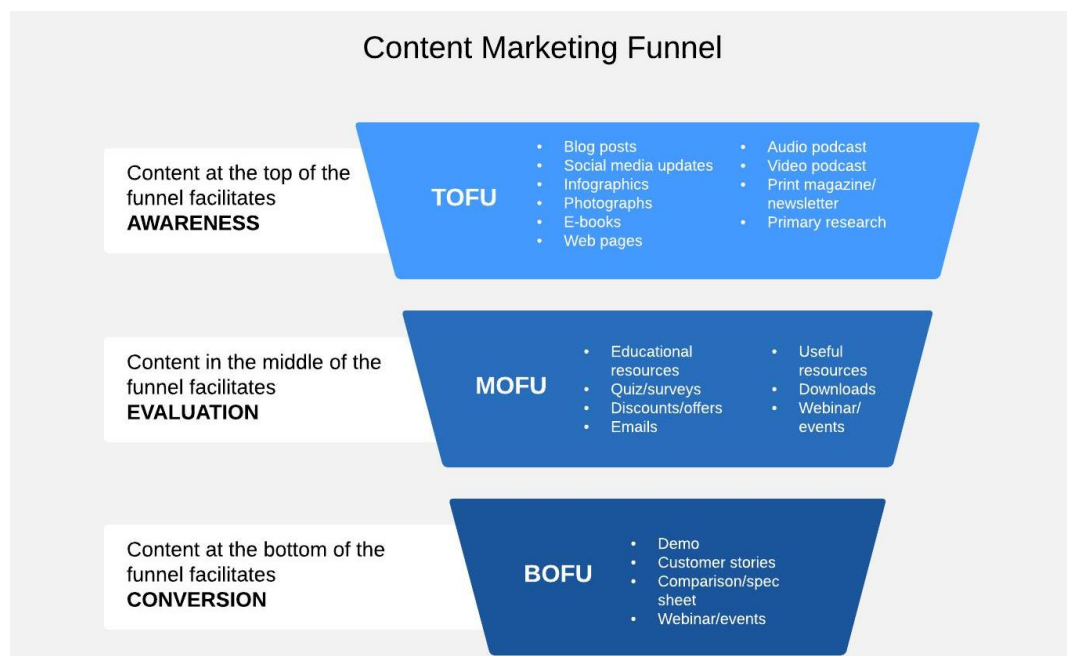 Content Marketing Funnel
Content at the top of the
funnel facilitates
AWARENESS
TOFU
• Blog posts
• Social media updates
• Infographics
• Photographs
• E-books
• Web pages
• Audio podcast
• Video podcast
• Print magazine/
newsletter
• Primary research
Content in the middle of the
funnel facilitates
EVALUATION
MOFU
• Educational
resources
• Quiz/surveys
• Discounts/offers
• Emails
• Useful
resources
• Downloads
• Webinar/
events
Content at the bottom of the
funnel facilitates
CONVERSION
BOFU
• Demo
• Customer stories
• Comparison/spec
sheet
• Webinar/events